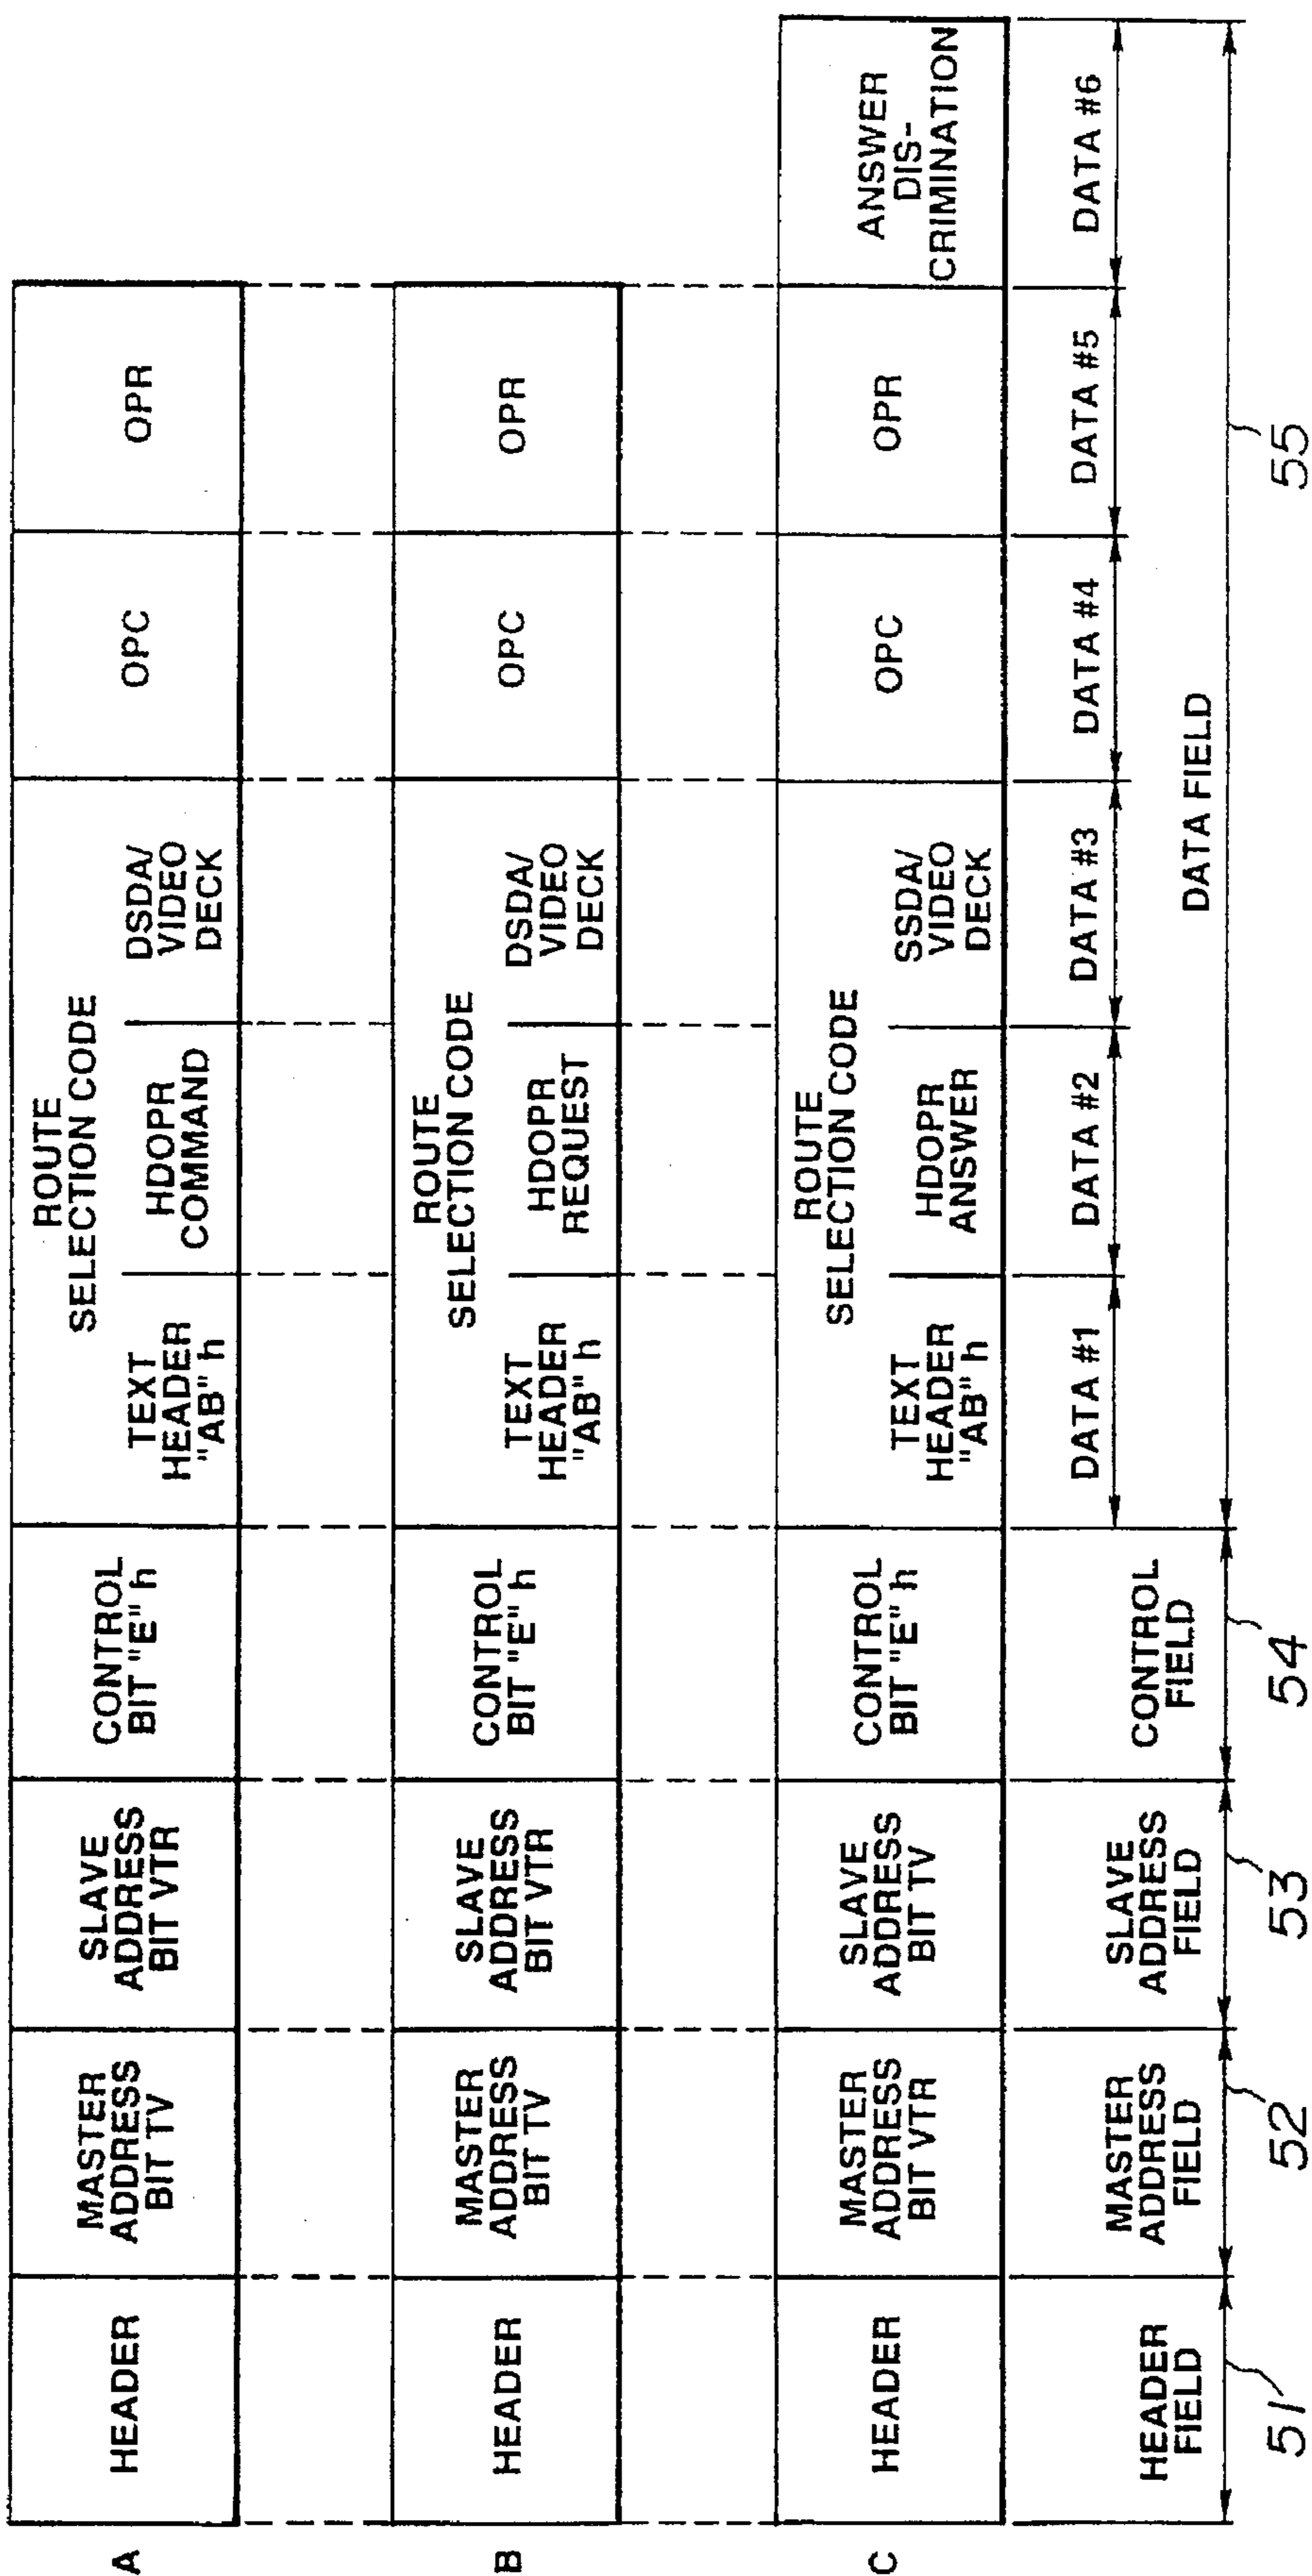 A
HEADER
MASTER
ADDRESS
BIT TV
SLAVE
ADDRESS
BIT VTR
CONTROL
BIT "E" h
ROUTE
SELECTION CODE
TEXT
HEADER
"AB" h
HDOPR
COMMAND
DSDA/
VIDEO
DECK
OPC
OPR
B
HEADER
MASTER
ADDRESS
BIT TV
SLAVE
ADDRESS
BIT VTR
CONTROL
BIT "E" h
ROUTE
SELECTION CODE
TEXT
HEADER
"AB" h
HDOPR
REQUEST
DSDA/
VIDEO
DECK
OPC
OPR
C
HEADER
MASTER
ADDRESS
BIT VTR
SLAVE
ADDRESS
BIT TV
CONTROL
BIT "E" h
ROUTE
SELECTION CODE
TEXT
HEADER
"AB" h
HDOPR
ANSWER
SSDA/
VIDEO
DECK
OPC
OPR
ANSWER
DIS-
CRIMINATION
HEADER
FIELD
MASTER
ADDRESS
FIELD
SLAVE
ADDRESS
FIELD
CONTROL
FIELD
DATA #1
DATA #2
DATA #3
DATA #4
DATA #5
DATA #6
DATA FIELD
51
52
53
54
55